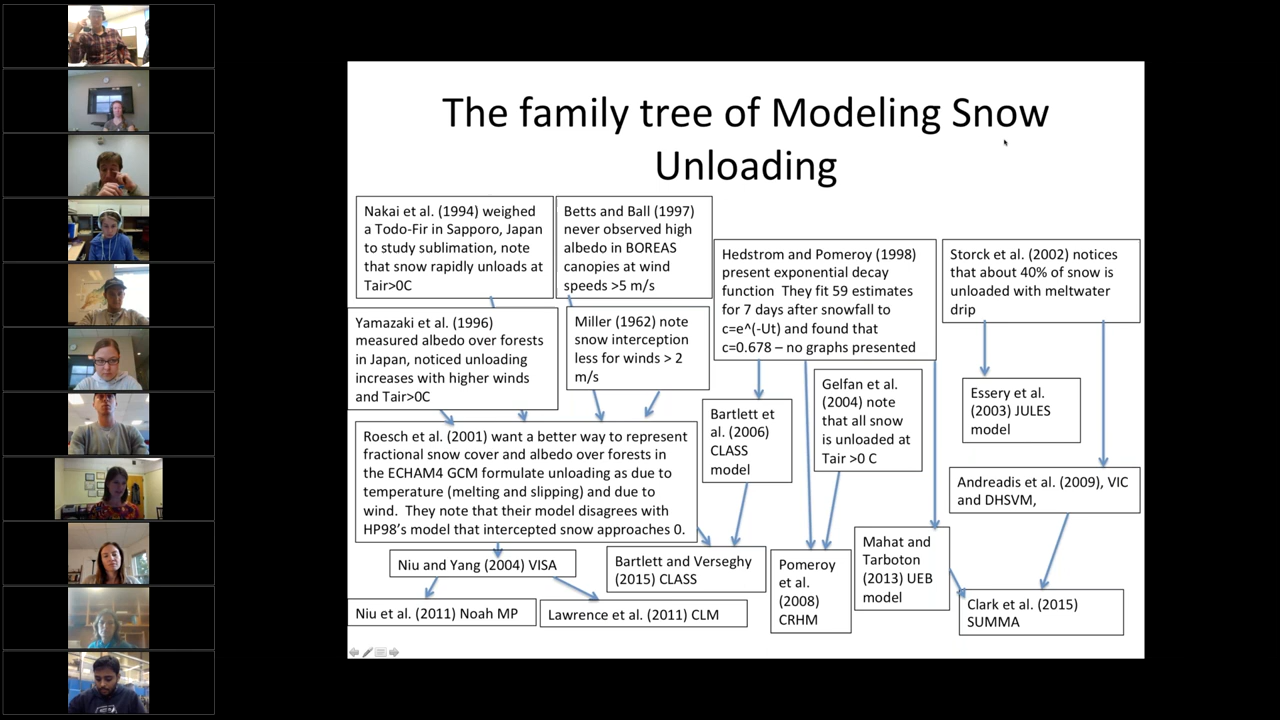 The family tree of Modeling Snow
Unloading
Nakai et al. (1994) weighed
a Todo-Fir in Sapporo, Japan
to study sublimation, note
that snow rapidly unloads at
Tair>0C
Betts and Ball (1997)
never observed high
albedo in BOREAS
canopies at wind
speeds >5 m/s
Hedstrom and Pomeroy (1998)
present exponential decay
function  They fit 59 estimates
for 7 days after snowfall to
c=e^(-Ut) and found that
c=0.678 – no graphs presented
Storck et al. (2002) notices
that about 40% of snow is
unloaded with meltwater
drip
Yamazaki et al. (1996)
measured albedo over forests
in Japan, noticed unloading
increases with higher winds
and Tair>0C
Miller (1962) note
snow interception
less for winds > 2
m/s
Gelfan et al.
(2004) note
that all snow
is unloaded at
Tair >0 C
Essery et al.
(2003) JULES
model
Bartlett et
al. (2006)
CLASS
model
Roesch et al. (2001) want a better way to represent
fractional snow cover and albedo over forests in
the ECHAM4 GCM formulate unloading as due to
temperature (melting and slipping) and due to
wind.  They note that their model disagrees with
HP98's model that intercepted snow approaches 0.
Andreadis et al. (2009), VIC
and DHSVM,
Niu and Yang (2004) VISA
Bartlett and Verseghy
(2015) CLASS
Pomeroy
et al.
(2008)
CRHM
Mahat and
Tarboton
(2013) UEB
model
Clark et al. (2015)
SUMMA
Niu et al. (2011) Noah MP
Lawrence et al. (2011) CLM